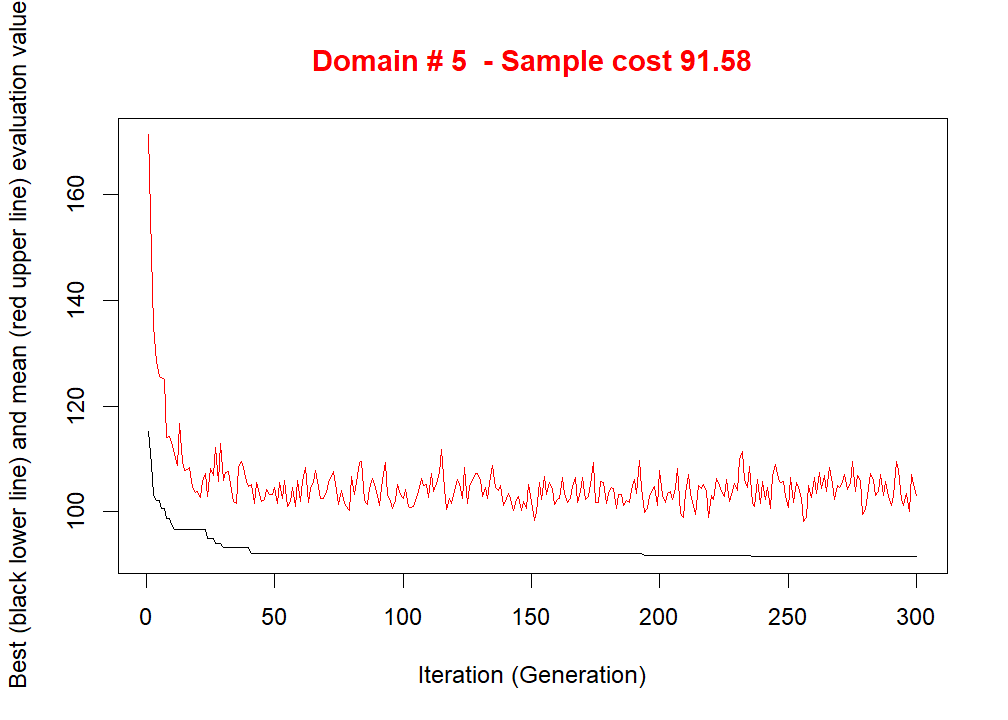 Domain # 5  - Sample cost 91.58
Best (black lower line) and mean (red upper line) evaluation value
160
140
120
100
0 50 100 150 200 250 300
Iteration (Generation)